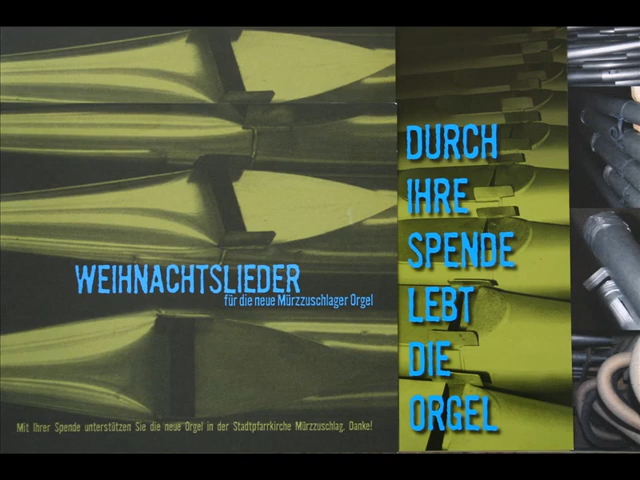 WEIHNACHTSLIEDER
für die neue Mürzzuschlager Orgel
Mit Ihrer Spende unterstützen Sie die neue Orgel in der Stadtpfarrkirche Mürzzuschlag. Danke!
DURCH
IHRE
SPENDE
LEBT
DIE
ORGEL